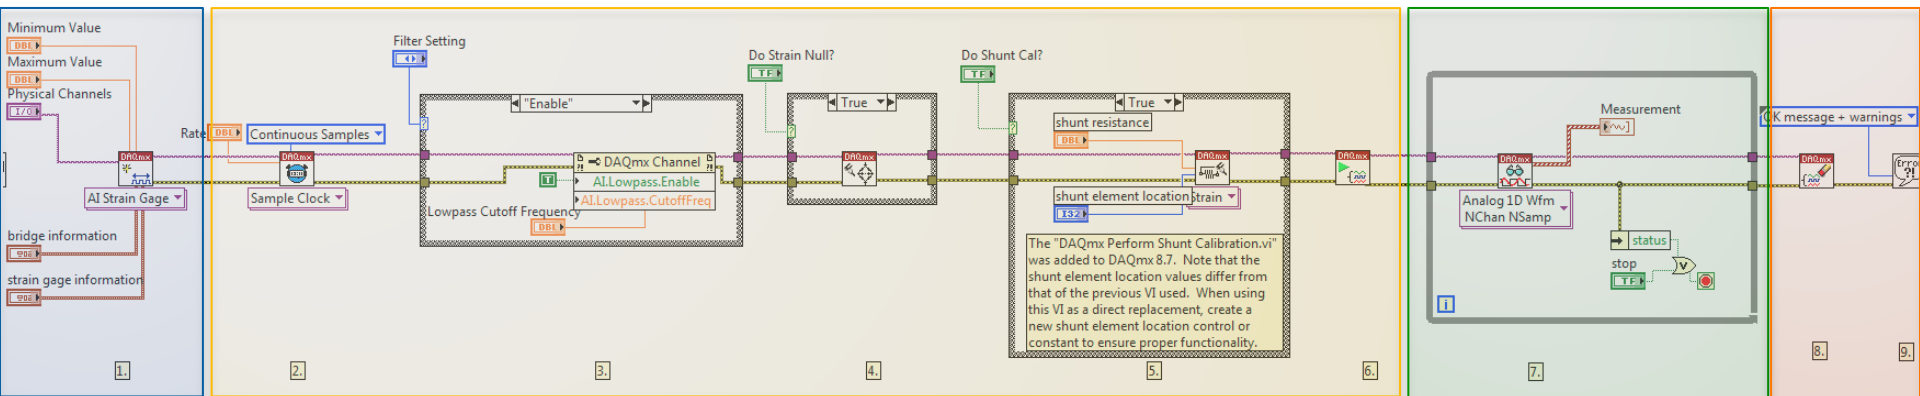 Minimum Value
DBL
Maximum Value
DBL
Physical Channels
I/O
DAQmx
AI Strain Gage
bridge information
strain gage information
1.
Rate
DBL
Continuous Samples
DAQmx
Sample Clock
2.
Filter Setting
"Enable"
DAQmx Channel
T
AI.Lowpass.Enable
AI.Lowpass.CutoffFreq
Lowpass Cutoff Frequency
DBL
3.
Do Strain Null?
TF
True
DAQmx
4.
Do Shunt Cal?
TF
True
shunt resistance
DBL
DAQmx
shunt element location
Strain
I32
The "DAQmx Perform Shunt Calibration.vi"
was added to DAQmx 8.7. Note that the
shunt element location values differ from
that of the previous VI used. When using
this VI as a direct replacement, create a
new shunt element location control or
constant to ensure proper functionality.
5.
DAQmx
6.
Measurement
DAQmx
Analog 1D Wfm
NChan NSamp
status
stop
TF
V
i
7.
OK message + warnings
DAQmx
8.
Erro
?!
9.